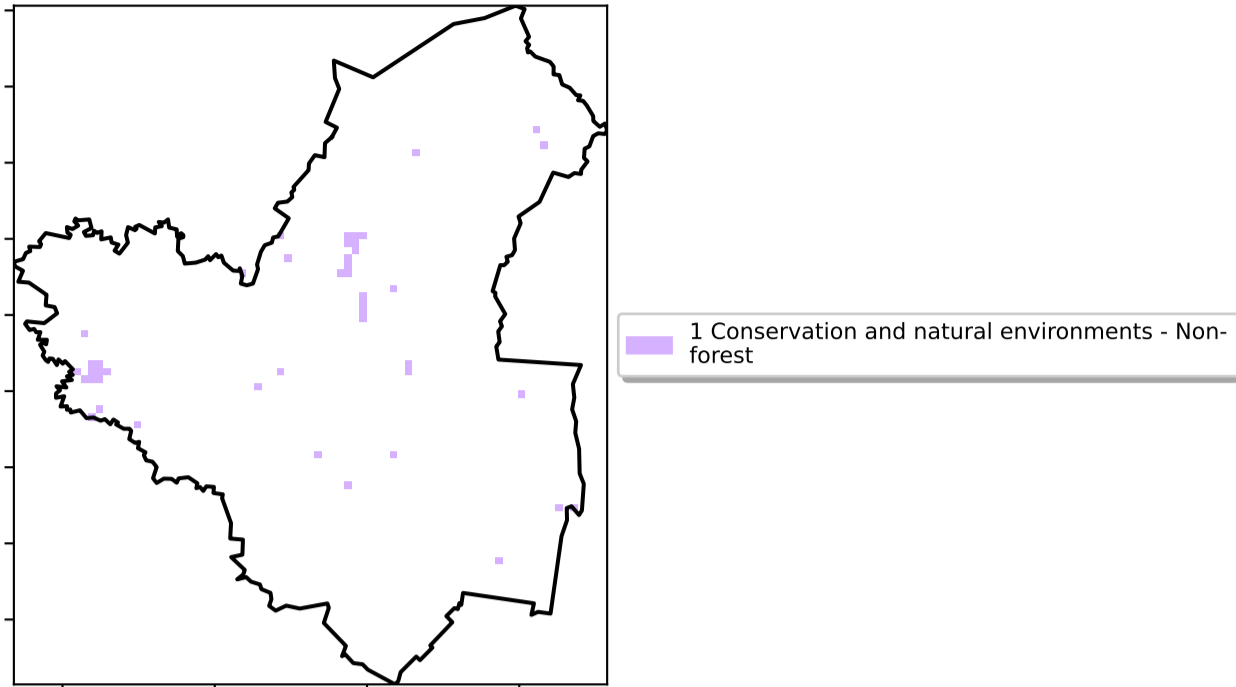 1 Conservation and natural environments - Non-
forest